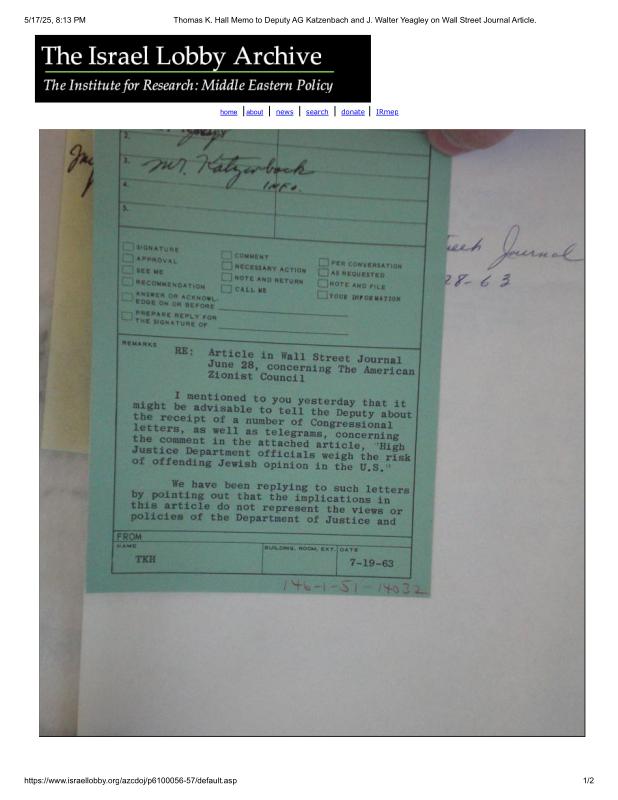 5/17/25, 8:13 PM
Thomas K. Hall Memo to Deputy AG Katzenbach and J. Walter Yeagley on Wall Street Journal Article.
The Israel Lobby Archive
The Institute for Research: Middle Eastern Policy
home | about | news | search | donate | IRmep
2.
3. Mr. Katzenback
4. INFO.
5.
Journal
28-63
SIGNATURE
APPROVAL
SEE ME
RECOMMENDATION
ANSWER OR ACKNOWL-
EDGE ON OR BEFORE
PREPARE REPLY FOR
THE SIGNATURE OF
COMMENT
NECESSARY ACTION
NOTE AND RETURN
CALL ME
PER CONVERSATION
AS REQUESTED
NOTE AND FILE
YOUR INFORMATION
REMARKS
RE: Article in Wall Street Journal
June 28, concerning The American
Zionist Council
I mentioned to you yesterday that it
might be advisable to tell the Deputy about
the receipt of a number of Congressional
letters, as well as telegrams, concerning
the comment in the attached article, "High
Justice Department officials weigh the risk
of offending Jewish opinion in the U.S."
We have been replying to such letters
by pointing out that the implications in
this article do not represent the views or
policies of the Department of Justice and
FROM
NAME
BUILDING, ROOM, EXT.
DATE
TKH
7-19-63
146-1-51-14032
https://www.israellobby.org/azcdoj/p6100056-57/default.asp
1/2